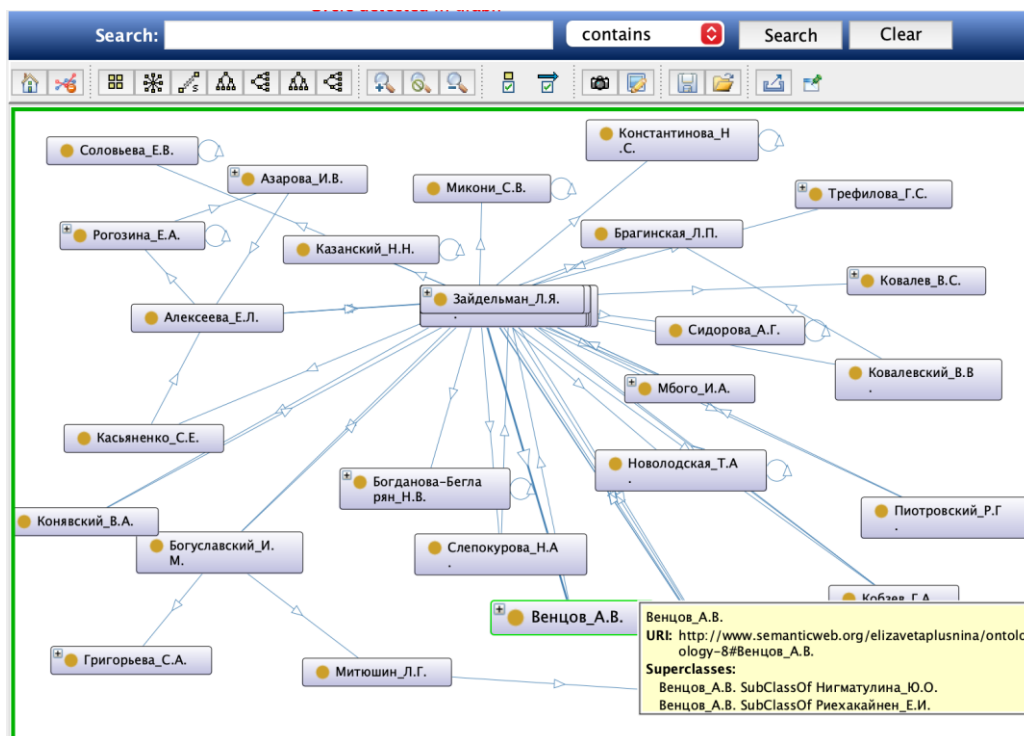 Search:
contains
Search
Clear
Соловьева_Е.В.
Азарова_И.В.
Микони_С.В.
Константинова_Н
.С.
Трефилова_Г.С.
Рогозина_Е.А.
Казанский_Н.Н.
Брагинская_Л.П.
Зайдельман_Л.Я.
.
Ковалев_В.С.
Алексеева_Е.Л.
Сидорова_А.Г.
Ковалевский_В.В
.
Мбого_И.А.
Касьяненко_С.Е.
Богданова-Бегла
рян_Н.В.
Новолодская_Т.А
.
Конявский_В.А.
Богуславский_И.
М.
Слепокурова_Н.А
.
Пиотровский_Р.Г
.
Кобзев_Г.А
Венцов_А.В.
Григорьева_С.А.
Митюшин_Л.Г.
Венцов_А.В.
URI: http://www.semanticweb.org/elizavetaplusnina/ontolo
ology-8#Венцов_А.В.
Superclasses:
Венцов_А.В. SubClassOf Нигматулина_Ю.О.
Венцов_А.В. SubClassOf Риехакайнен_Е.И.